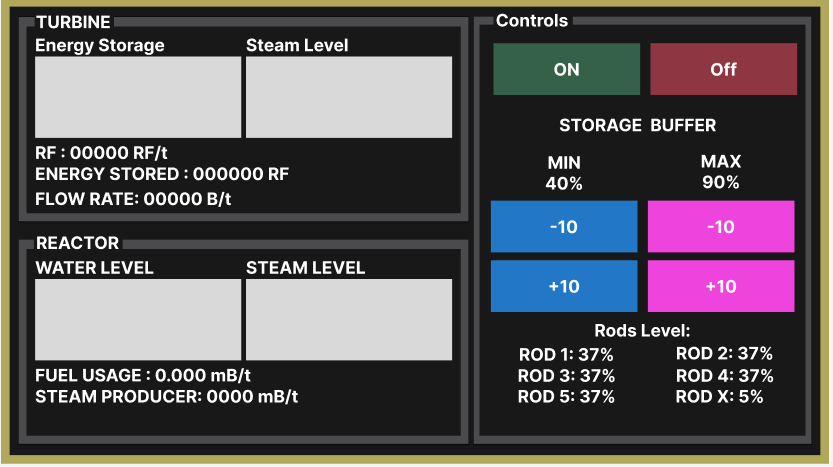 TURBINE
Energy Storage
Steam Level
RF : 00000 RF/t
ENERGY STORED : 000000 RF
FLOW RATE: 00000 B/t
REACTOR
WATER LEVEL
STEAM LEVEL
FUEL USAGE : 0.000 mB/t
STEAM PRODUCER: 0000 mB/t
Controls
ON
Off
STORAGE BUFFER
MIN
40%
MAX
90%
-10
-10
+10
+10
Rods Level:
ROD 1: 37%
ROD 2: 37%
ROD 3: 37%
ROD 4: 37%
ROD 5: 37%
ROD X: 5%